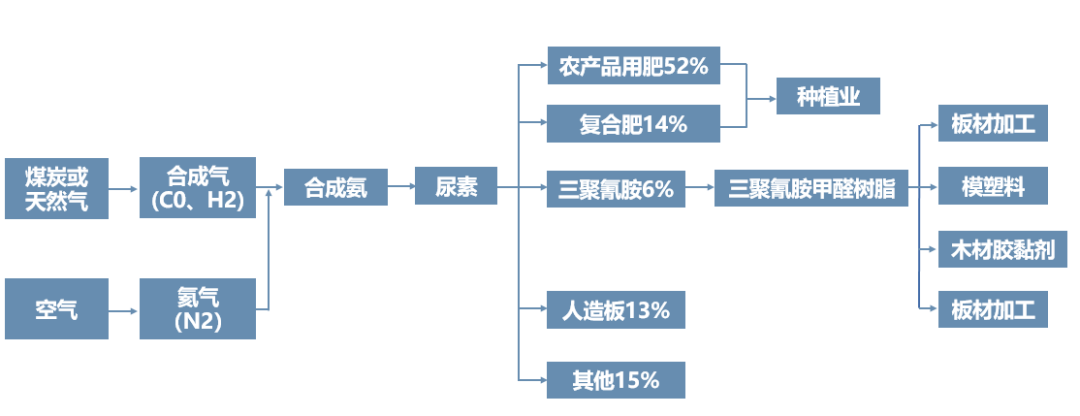 农产品用肥52%
种植业
复合肥14%
板材加工
煤炭或
天然气
合成气
(C0、H2)
合成氨
尿素
三聚氰胺6%
三聚氰胺甲醛树脂
模塑料
木材胶黏剂
空气
氦气
(N2)
人造板13%
板材加工
其他15%